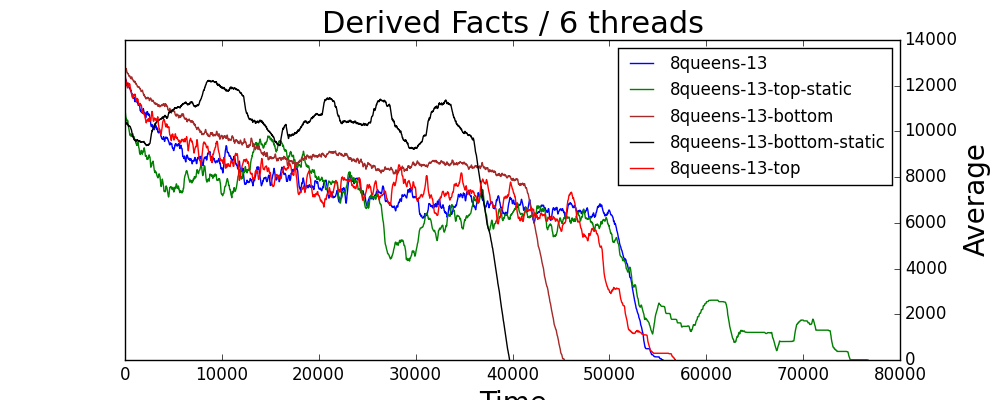 Derived Facts / 6 threads
8queens-13
8queens-13-top-static
8queens-13-bottom
8queens-13-bottom-static
8queens-13-top
14000
12000
10000
8000
6000
4000
2000
0
Average
0 10000 20000 30000 40000 50000 60000 70000 80000
Time